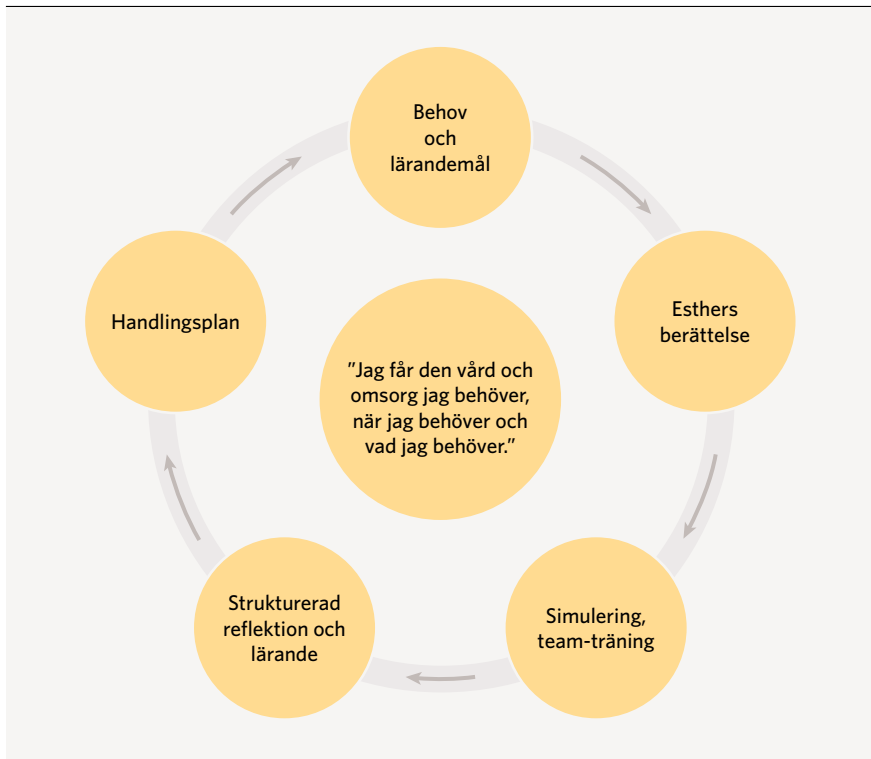 Behov
och
lärandemål
Esthers
berättelse
Simulering,
team-träning
Strukturerad
reflektion och
lärande
Handlingsplan
”Jag får den vård och
omsorg jag behöver,
när jag behöver och
vad jag behöver.”